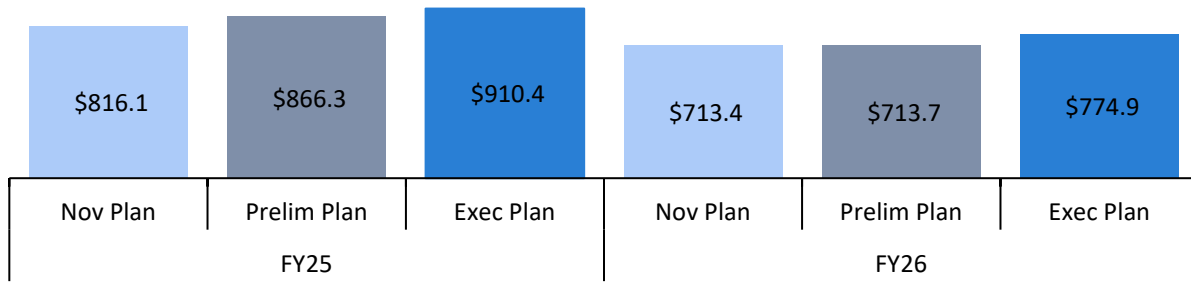 $816.1 $866.3 $910.4 $713.4 $713.7 $774.9
Nov Plan Prelim Plan Exec Plan Nov Plan Prelim Plan Exec Plan
FY25 FY26